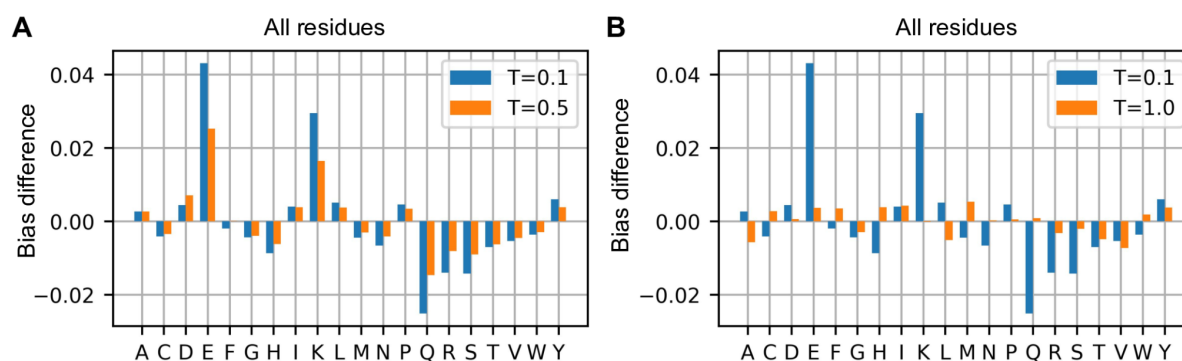 A
All residues
Bias difference
0.04
0.02
0.00
−0.02
T=0.1
T=0.5
A C D E F G H I K L M N P Q R S T V W Y
B
All residues
Bias difference
0.04
0.02
0.00
−0.02
T=0.1
T=1.0
A C D E F G H I K L M N P Q R S T V W Y